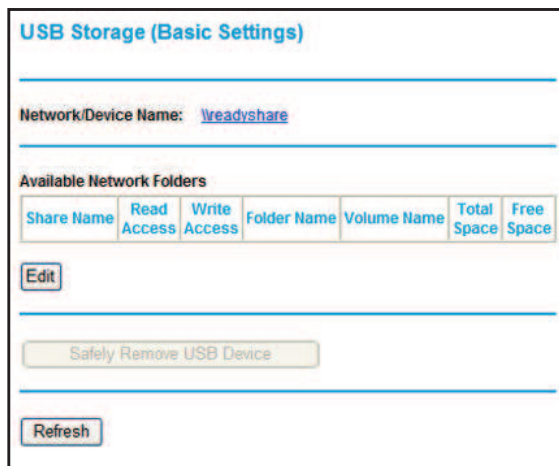 USB Storage (Basic Settings)
Network/Device Name: \\readyshare
Available Network Folders
Share Name Read Access Write Access Folder Name Volume Name Total Space Free Space
Edit
Safely Remove USB Device
Refresh